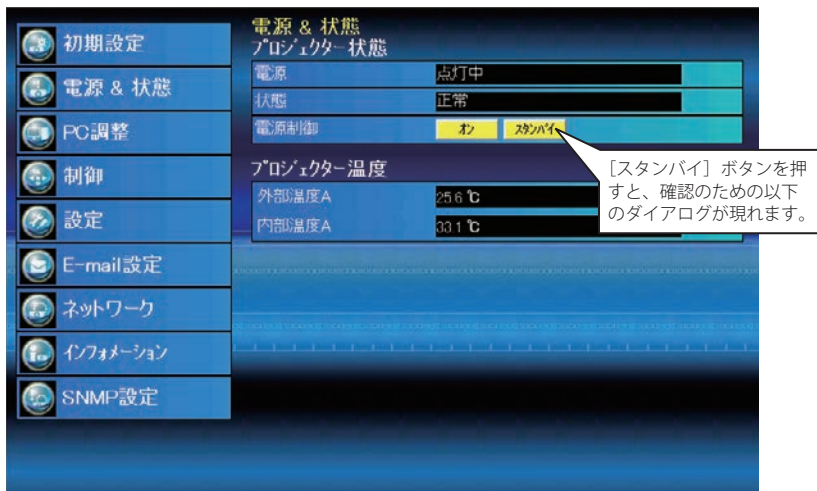 初期設定
電源 & 状態
PC調整
制御
設定
E-mail設定
ネットワーク
インフォメーション
SNMP設定
電源 & 状態
プロジェクター状態
電源 点灯中
状態 正常
電源制御 オン スタンバイ
プロジェクター温度
外部温度A 25.6 ℃
内部温度A 33.1 ℃
［スタンバイ］ボタンを押
すと、確認のための以下
のダイアログが現れます。